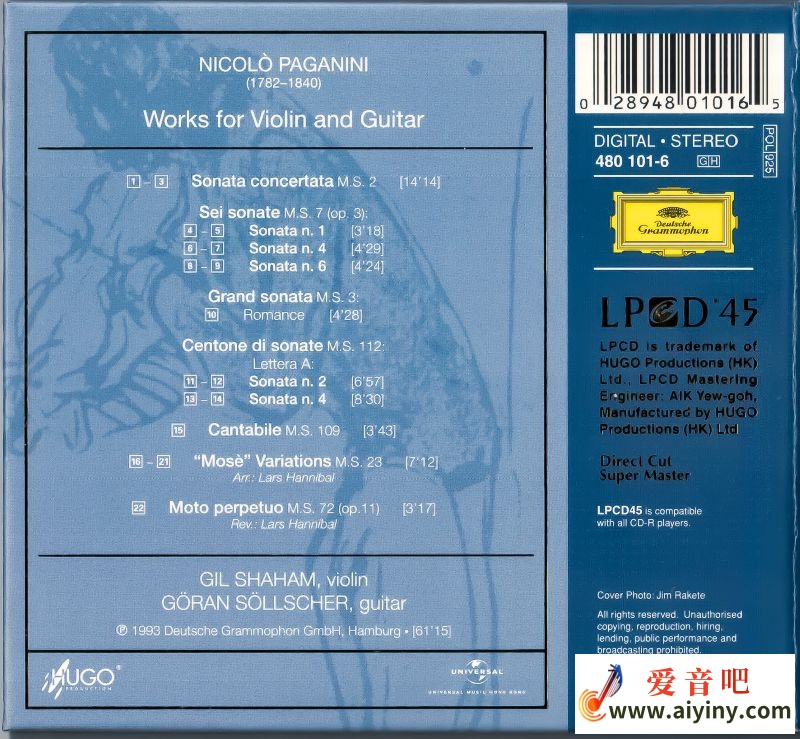 NICOLÒ PAGANINI
(1782–1840)
Works for Violin and Guitar
1 – 3 Sonata concertata M.S. 2 [14'14]
Sei sonate M.S. 7 (op. 3):
4 – 5 Sonata n. 1 [3'18]
6 – 7 Sonata n. 4 [4'29]
8 – 9 Sonata n. 6 [4'24]
Grand sonata M.S. 3:
10 Romance [4'28]
Centone di sonate M.S. 112:
Lettera A:
11 – 12 Sonata n. 2 [6'57]
13 – 14 Sonata n. 4 [8'30]
15 Cantabile M.S. 109 [3'43]
16 – 21 "Mosè" Variations M.S. 23 [7'12]
Arr.: Lars Hannibal
22 Moto perpetuo M.S. 72 (op.11) [3'17]
Rev.: Lars Hannibal
GIL SHAHAM, violin
GÖRAN SÖLLSCHER, guitar
℗ 1993 Deutsche Grammophon GmbH, Hamburg • [61'15]
HUGO®
PRODUCTION
UNIVERSAL
UNIVERSAL MUSIC HONG KONG
0 28948 01016 5
DIGITAL • STEREO
480 101-6 GH
POL925
Deutsche
Grammophon
LPCD'45
LPCD is trademark of
HUGO Productions (HK)
Ltd., LPCD Mastering
Engineer: AIK Yew-goh,
Manufactured by HUGO
Productions (HK) Ltd
Direct Cut
Super Master
LPCD45 is compatible
with all CD-R players.
Cover Photo: Jim Rakete
All rights reserved. Unauthorised
copying, reproduction, hiring,
lending, public performance and
broadcasting prohibited.
爱音吧
www.aiyiny.com